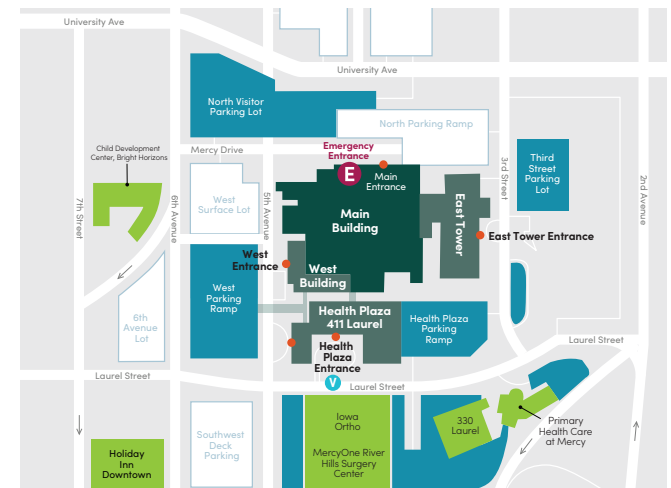 University Ave
University Ave
North Visitor
Parking Lot
North Parking Ramp
Child Development
Center, Bright Horizons
Mercy Drive
Emergency
Entrance
E
Main
Entrance
Third
Street
Parking
Lot
3rd Street
2nd Avenue
7th Street
6th Avenue
5th Avenue
West
Surface Lot
Main
Building
East Tower
East Tower Entrance
West
Entrance
West
Building
West
Parking
Ramp
6th
Avenue
Lot
Health Plaza
411 Laurel
Health Plaza
Parking
Ramp
Health
Plaza
Entrance
V
Laurel Street
Laurel Street
Laurel Street
Iowa
Ortho
MercyOne River
Hills Surgery
Center
330
Laurel
Primary
Health Care
at Mercy
Southwest
Deck
Parking
Holiday
Inn
Downtown